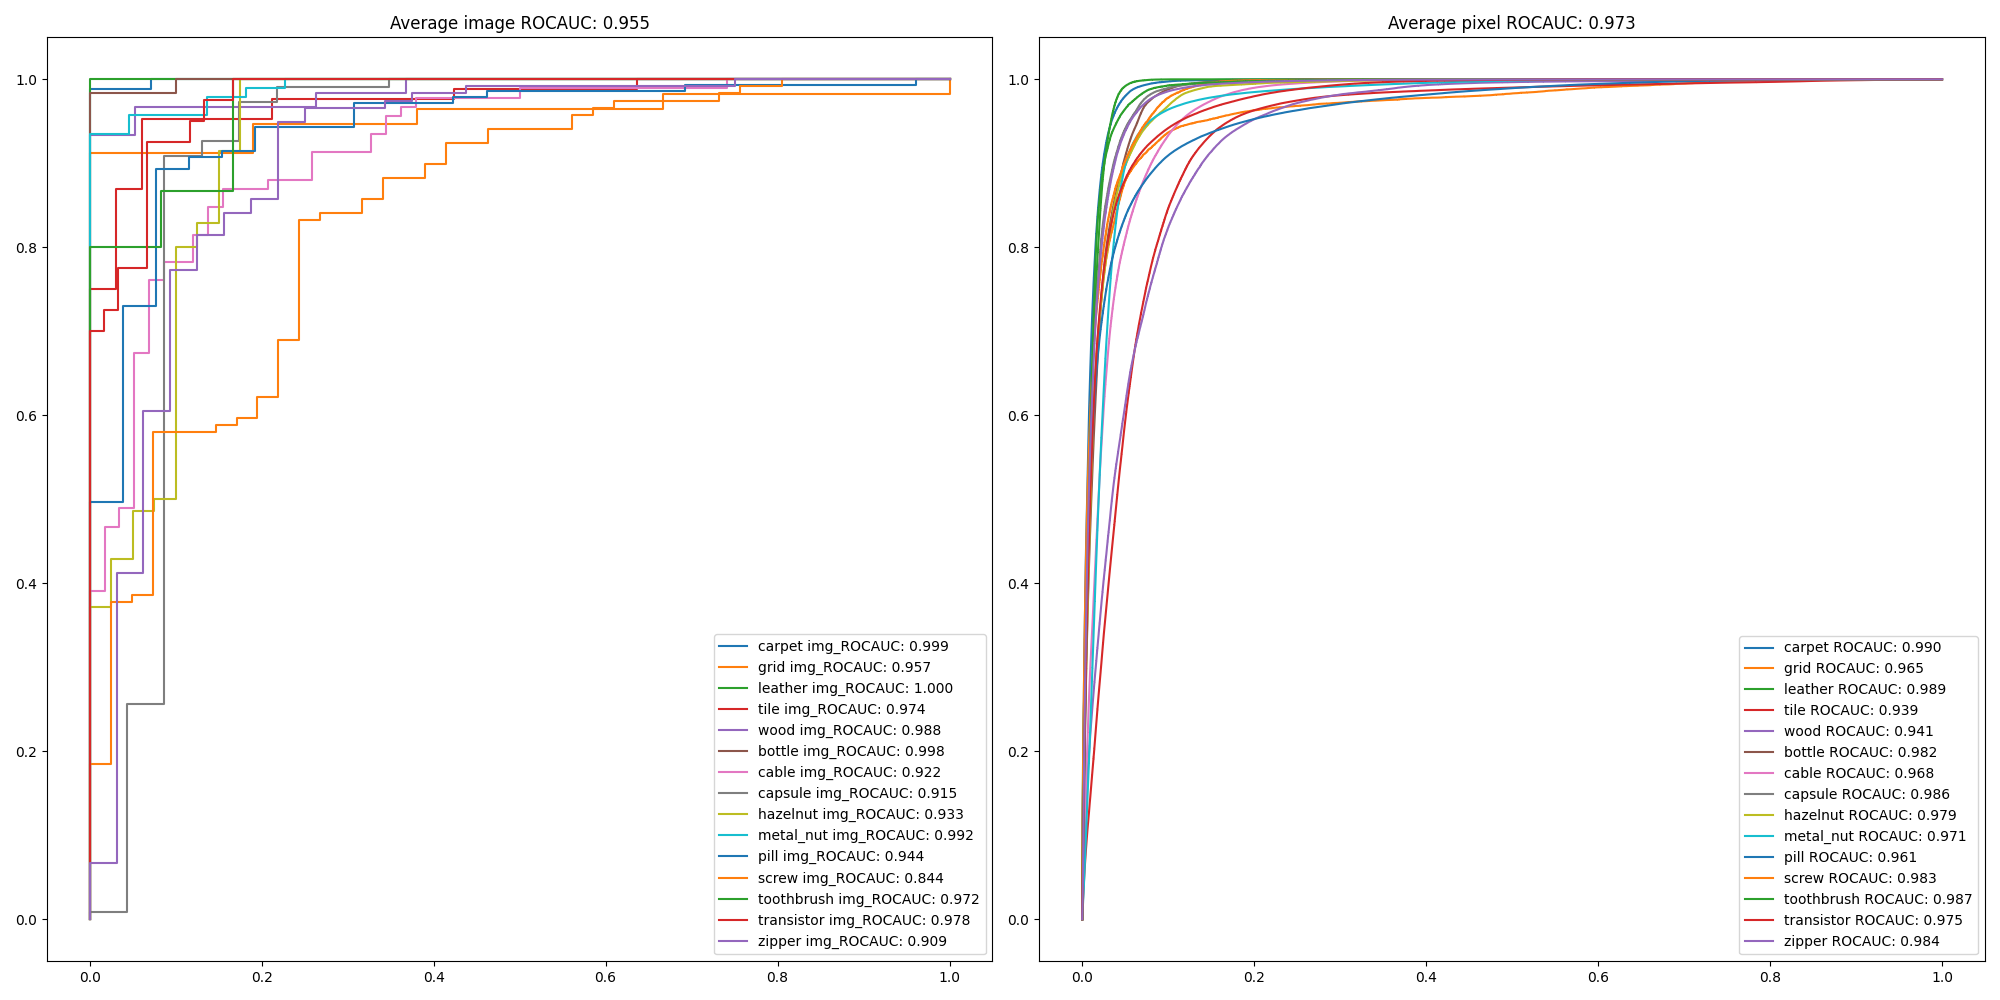 Average image ROCAUC: 0.955
1.0
0.8
0.6
0.4
0.2
0.0
0.0 0.2 0.4 0.6 0.8 1.0
carpet img_ROCAUC: 0.999
grid img_ROCAUC: 0.957
leather img_ROCAUC: 1.000
tile img_ROCAUC: 0.974
wood img_ROCAUC: 0.988
bottle img_ROCAUC: 0.998
cable img_ROCAUC: 0.922
capsule img_ROCAUC: 0.915
hazelnut img_ROCAUC: 0.933
metal_nut img_ROCAUC: 0.992
pill img_ROCAUC: 0.944
screw img_ROCAUC: 0.844
toothbrush img_ROCAUC: 0.972
transistor img_ROCAUC: 0.978
zipper img_ROCAUC: 0.909
Average pixel ROCAUC: 0.973
1.0
0.8
0.6
0.4
0.2
0.0
0.0 0.2 0.4 0.6 0.8 1.0
carpet ROCAUC: 0.990
grid ROCAUC: 0.965
leather ROCAUC: 0.989
tile ROCAUC: 0.939
wood ROCAUC: 0.941
bottle ROCAUC: 0.982
cable ROCAUC: 0.968
capsule ROCAUC: 0.986
hazelnut ROCAUC: 0.979
metal_nut ROCAUC: 0.971
pill ROCAUC: 0.961
screw ROCAUC: 0.983
toothbrush ROCAUC: 0.987
transistor ROCAUC: 0.975
zipper ROCAUC: 0.984